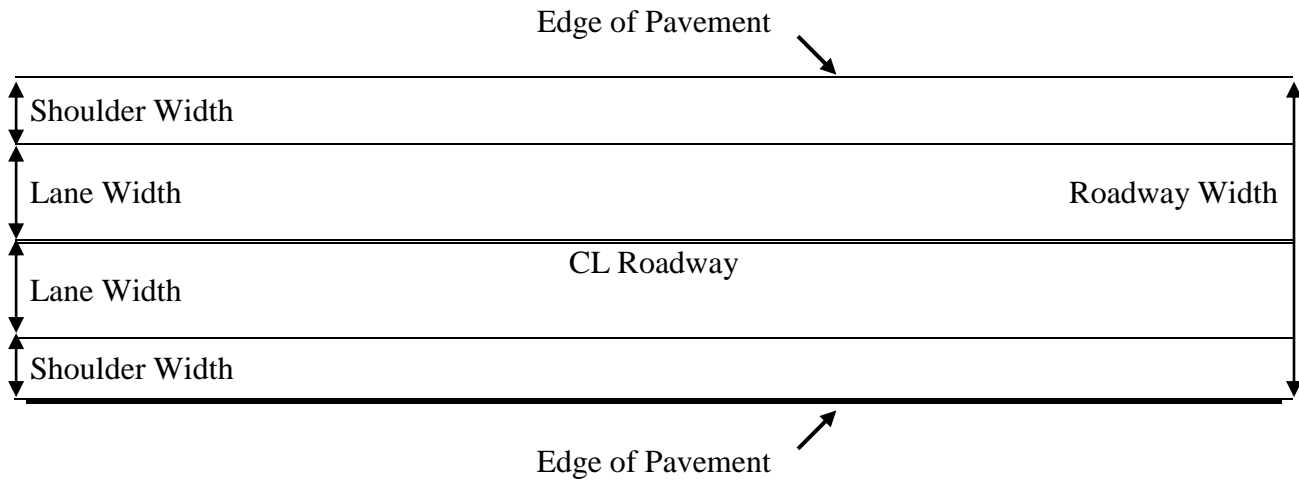 Edge of Pavement
Shoulder Width
Lane Width
Roadway Width
CL Roadway
Lane Width
Shoulder Width
Edge of Pavement